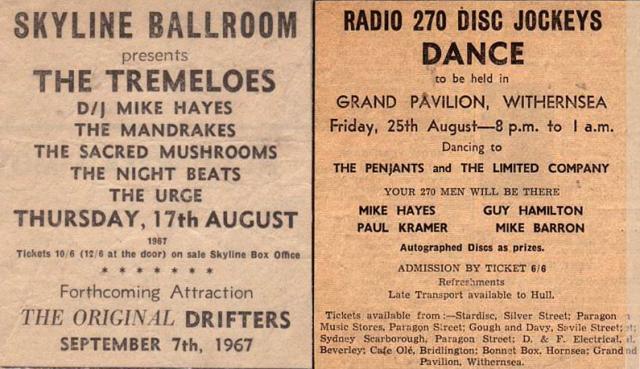 SKYLINE BALLROOM
presents
THE TREMELOES
D/J MIKE HAYES
THE MANDRAKES
THE SACRED MUSHROOMS
THE NIGHT BEATS
THE URGE
THURSDAY, 17th AUGUST
1967
Tickets 10/6 (12/6 at the door) on sale Skyline Box Office
* * * * * * *
Forthcoming Attraction
THE ORIGINAL DRIFTERS
SEPTEMBER 7th, 1967
RADIO 270 DISC JOCKEYS
DANCE
to be held in
GRAND PAVILION, WITHERNSEA
Friday, 25th August—8 p.m. to 1 a.m.
Dancing to
THE PENJANTS and THE LIMITED COMPANY
YOUR 270 MEN WILL BE THERE
MIKE HAYES GUY HAMILTON
PAUL KRAMER MIKE BARRON
Autographed Discs as prizes.
ADMISSION BY TICKET 6/6
Refreshments
Late Transport available to Hull.
Tickets available from :—Stardisc, Silver Street; Paragon
Music Stores, Paragon Street; Gough and Davy, Savile Street;
Sydney Scarborough, Paragon Street; D. & F. Electrical,
Beverley; Cafe Olé, Bridlington; Bonnet Box, Hornsea; Grand
Pavilion, Withernsea.